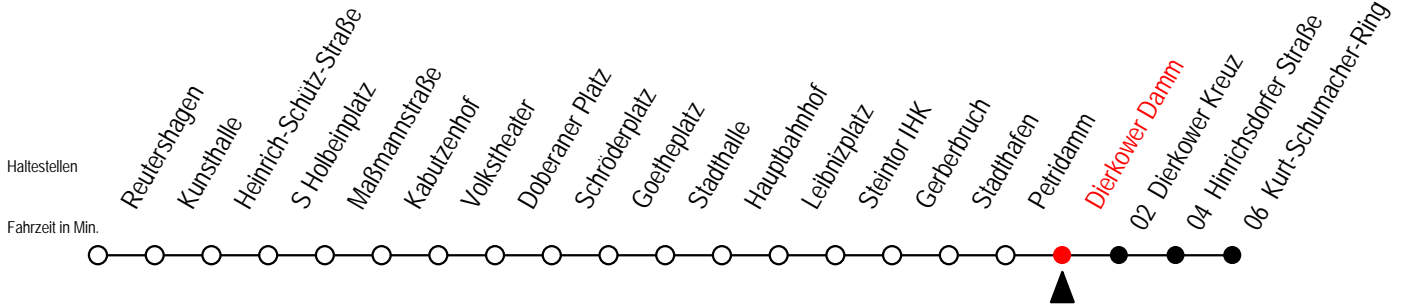 Haltestellen
Fahrzeit in Min.
Reutershagen
Kunsthalle
Heinrich-Schütz-Straße
S Holbeinplatz
Maßmannstraße
Kabutzenhof
Volkstheater
Doberaner Platz
Schröderplatz
Goetheplatz
Stadthalle
Hauptbahnhof
Leibnizplatz
Steintor IHK
Gerberbruch
Stadthafen
Petridamm
Dierkower Damm
02 Dierkower Kreuz
04 Hinrichsdorfer Straße
06 Kurt-Schumacher-Ring